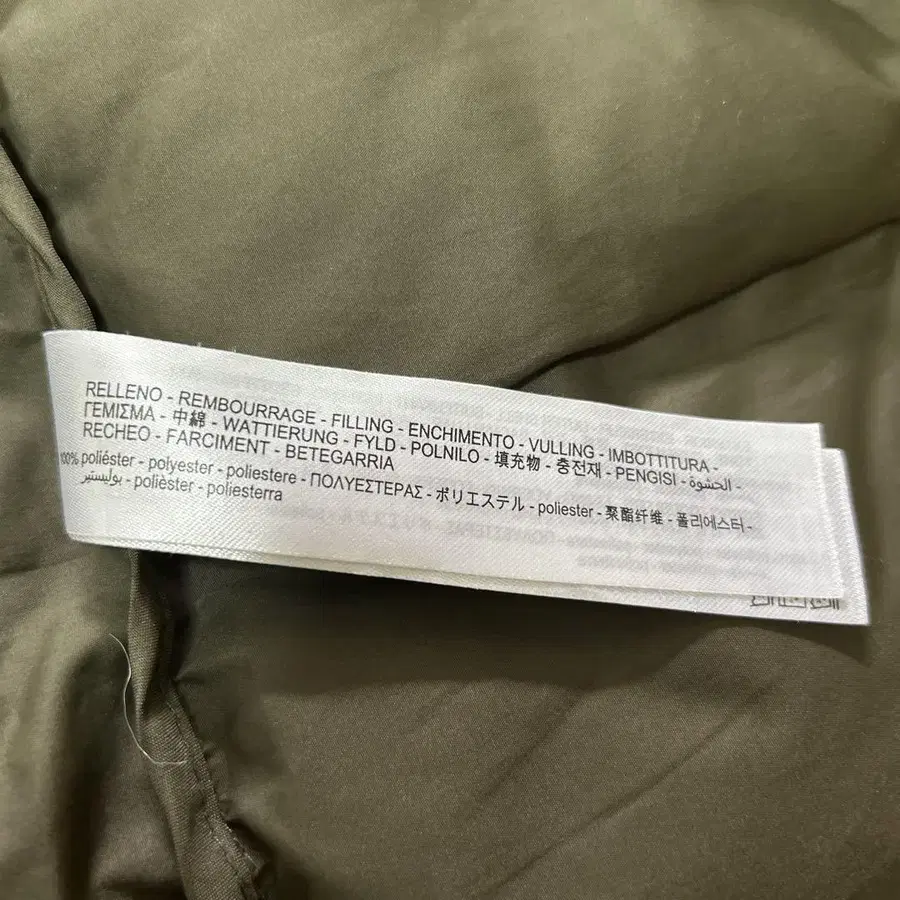 RELLENO - REMBOURRAGE - FILLING - ENCHIMENTO - VULLING - IMBOTTITURA -
ΓΕΜΙΣΜΑ - 中綿 - WATTIERUNG - FYLD - POLNILO - 填充物 - 충전재 - PENGISI - الحشوة -
RECHEO - FARCIMENT - BETEGARRIA
100% poliéster - polyester - poliestere - ΠΟΛΥΕΣΤΕΡΑΣ - ポリエステル - poliester - 聚酯纤维 - 폴리에스터 -
بوليستير - polièster - poliesterra